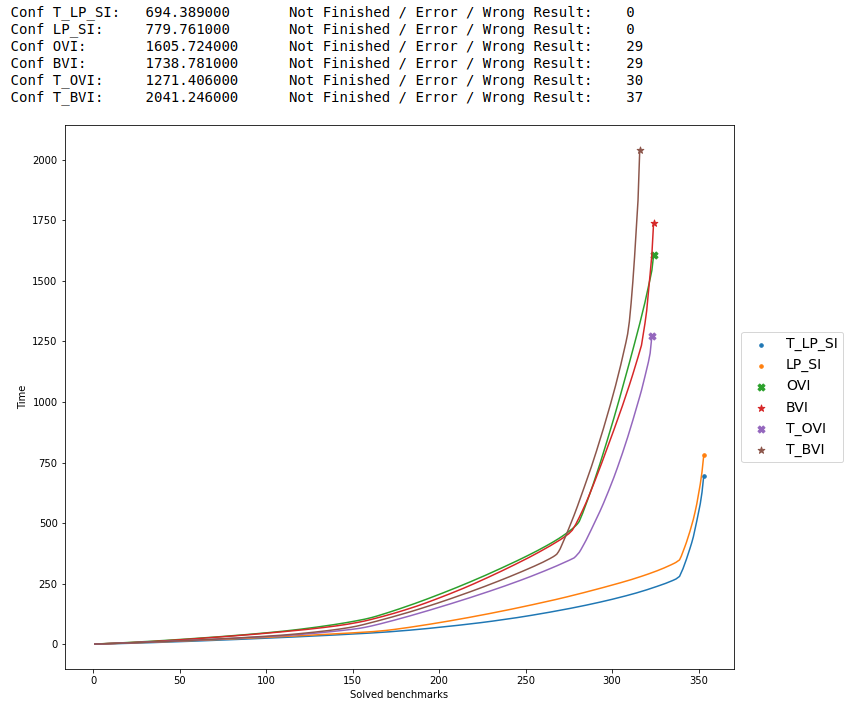 Conf T_LP_SI: 694.389000 Not Finished / Error / Wrong Result: 0
Conf LP_SI: 779.761000 Not Finished / Error / Wrong Result: 0
Conf OVI: 1605.724000 Not Finished / Error / Wrong Result: 29
Conf BVI: 1738.781000 Not Finished / Error / Wrong Result: 29
Conf T_OVI: 1271.406000 Not Finished / Error / Wrong Result: 30
Conf T_BVI: 2041.246000 Not Finished / Error / Wrong Result: 37
2000
1750
1500
1250
1000
750
500
250
0
Time
0 50 100 150 200 250 300 350
Solved benchmarks
T_LP_SI
LP_SI
OVI
BVI
T_OVI
T_BVI